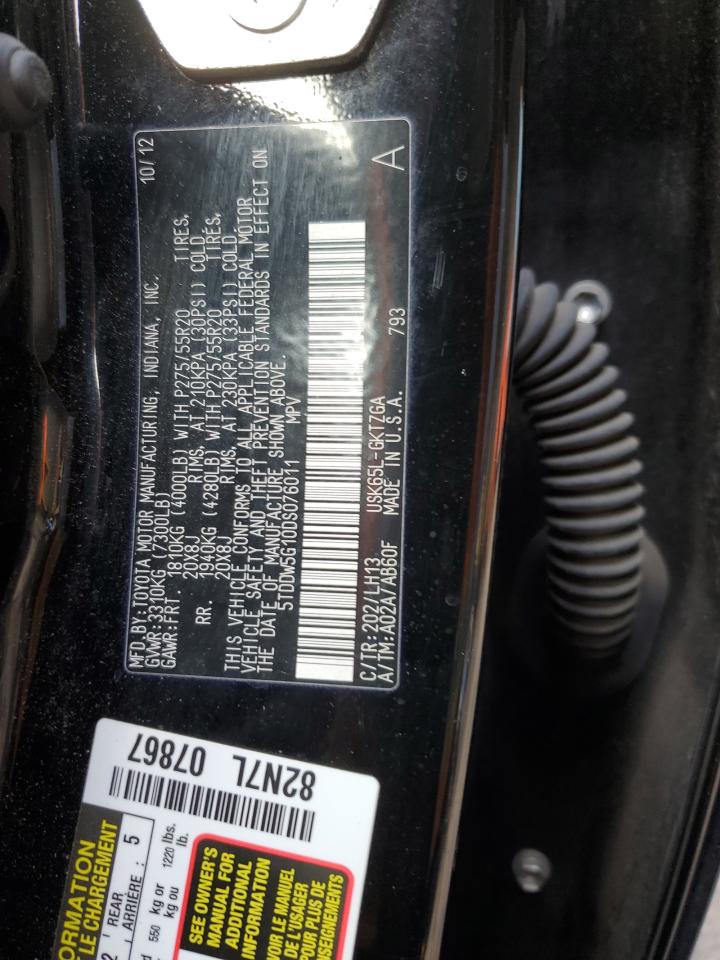 MFD.BY:TOYOTA MOTOR MANUFACTURING, INDIANA, INC. 10/12
GVWR:3310KG (7300LB)
GAWR:FRT. 1810KG (4000LB) WITH P275/55R20 TIRES,
20X8J RIMS, AT 210KPA (30PSI) COLD
RR. 1940KG (4280LB) WITH P275/55R20 TIRES,
20X8J RIMS, AT 230KPA (33PSI) COLD,
THIS VEHICLE CONFORMS TO ALL APPLICABLE FEDERAL MOTOR
VEHICLE SAFETY AND THEFT PREVENTION STANDARDS IN EFFECT ON
THE DATE OF MANUFACTURE SHOWN ABOVE.
5TDDW5G10DS076011 MPV
C/TR:202/LH13 USK65L-GKTZGA 793 A
A/TM:A02A/AB60F MADE IN U.S.A.
82N7L 07867
LE CHARGEMENT
2 REAR
ARRIÈRE : 5
550 kg or 1220 lbs.
kg ou lb.
SEE OWNER'S
MANUAL FOR
ADDITIONAL
INFORMATION
VOIR LE MANUEL
DE L'USAGER
POUR PLUS DE
RENSEIGNEMENTS